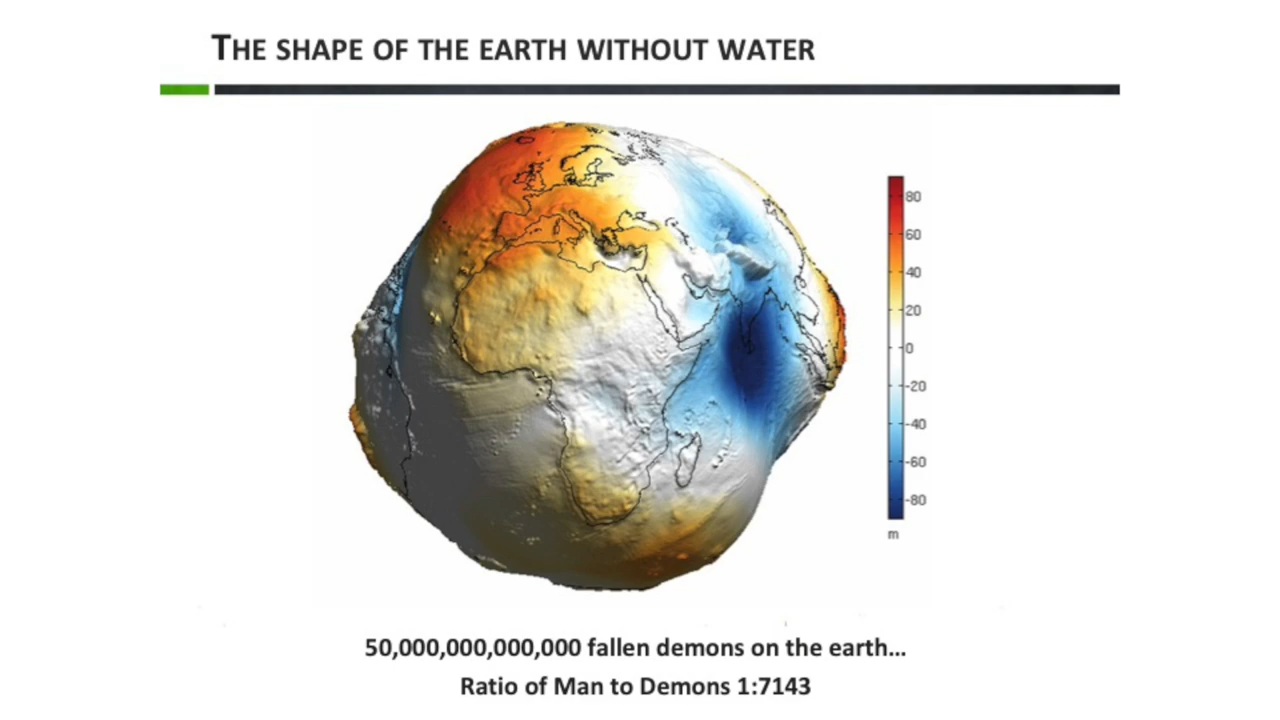 THE SHAPE OF THE EARTH WITHOUT WATER
80
60
40
20
0
-20
-40
-60
-80
m
50,000,000,000,000 fallen demons on the earth…
Ratio of Man to Demons 1:7143